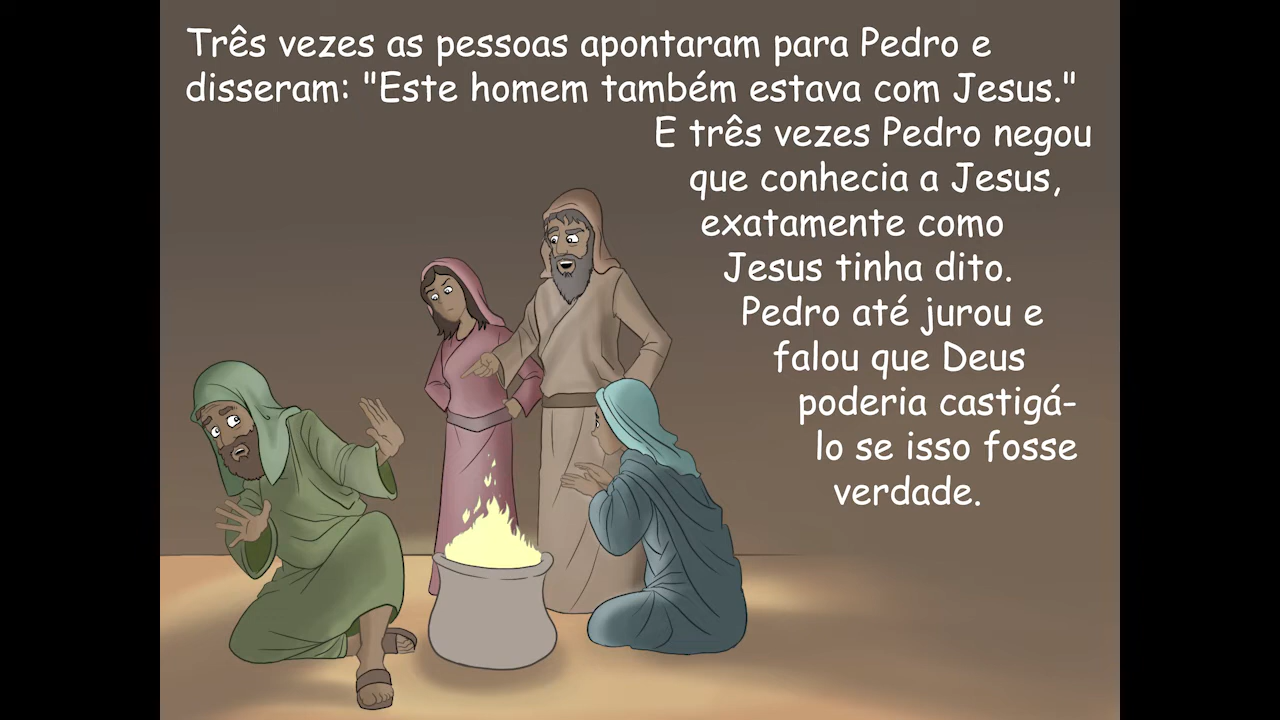 Três vezes as pessoas apontaram para Pedro e
disseram: "Este homem também estava com Jesus."
E três vezes Pedro negou
que conhecia a Jesus,
exatamente como
Jesus tinha dito.
Pedro até jurou e
falou que Deus
poderia castigá-
lo se isso fosse
verdade.